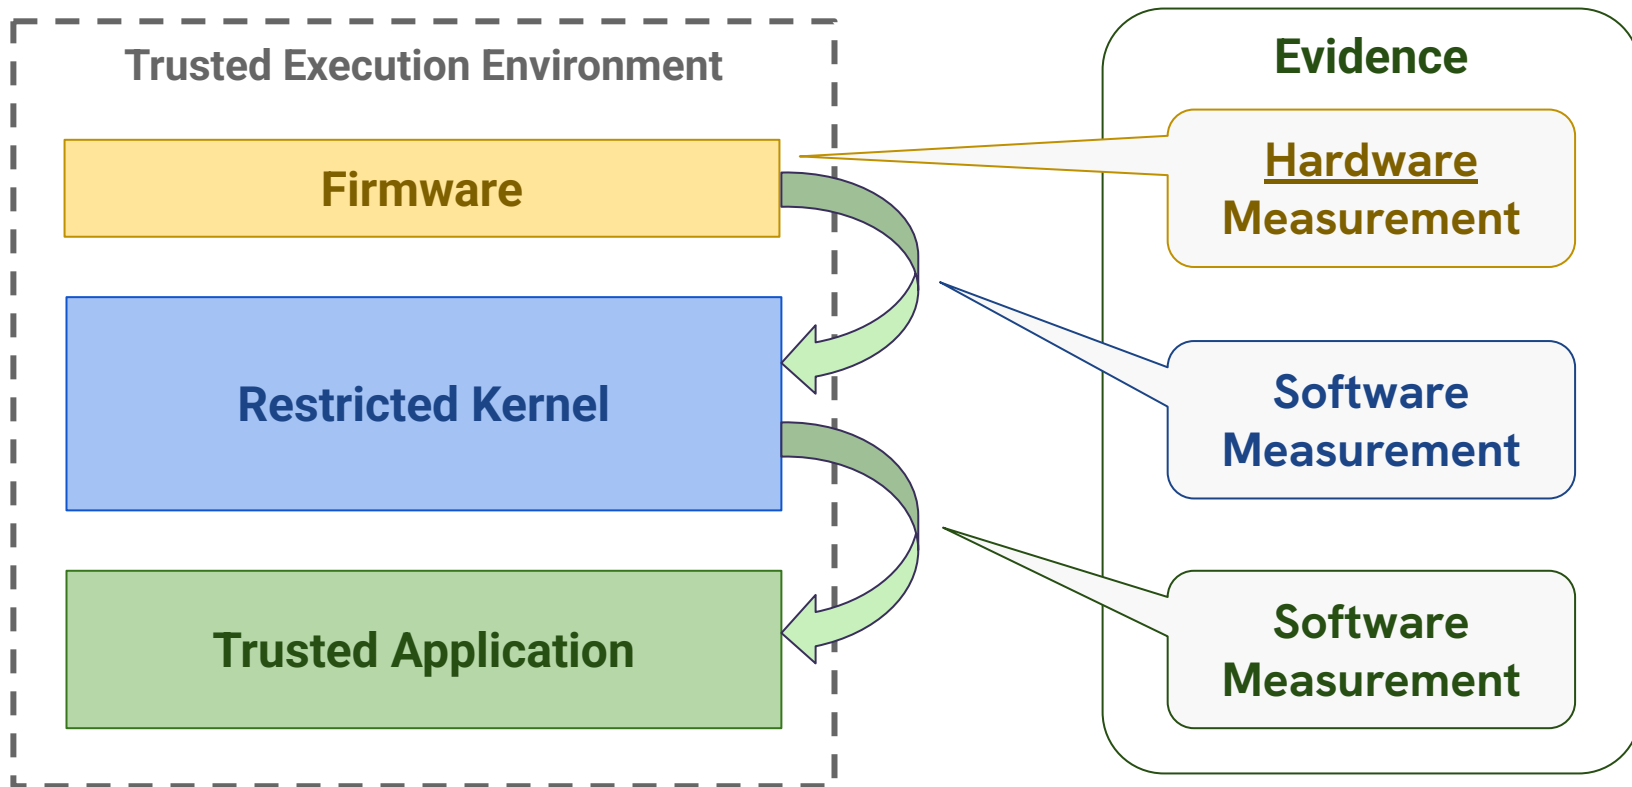 Trusted Execution Environment
Firmware
Restricted Kernel
Trusted Application
Evidence
Hardware
Measurement
Software
Measurement
Software
Measurement